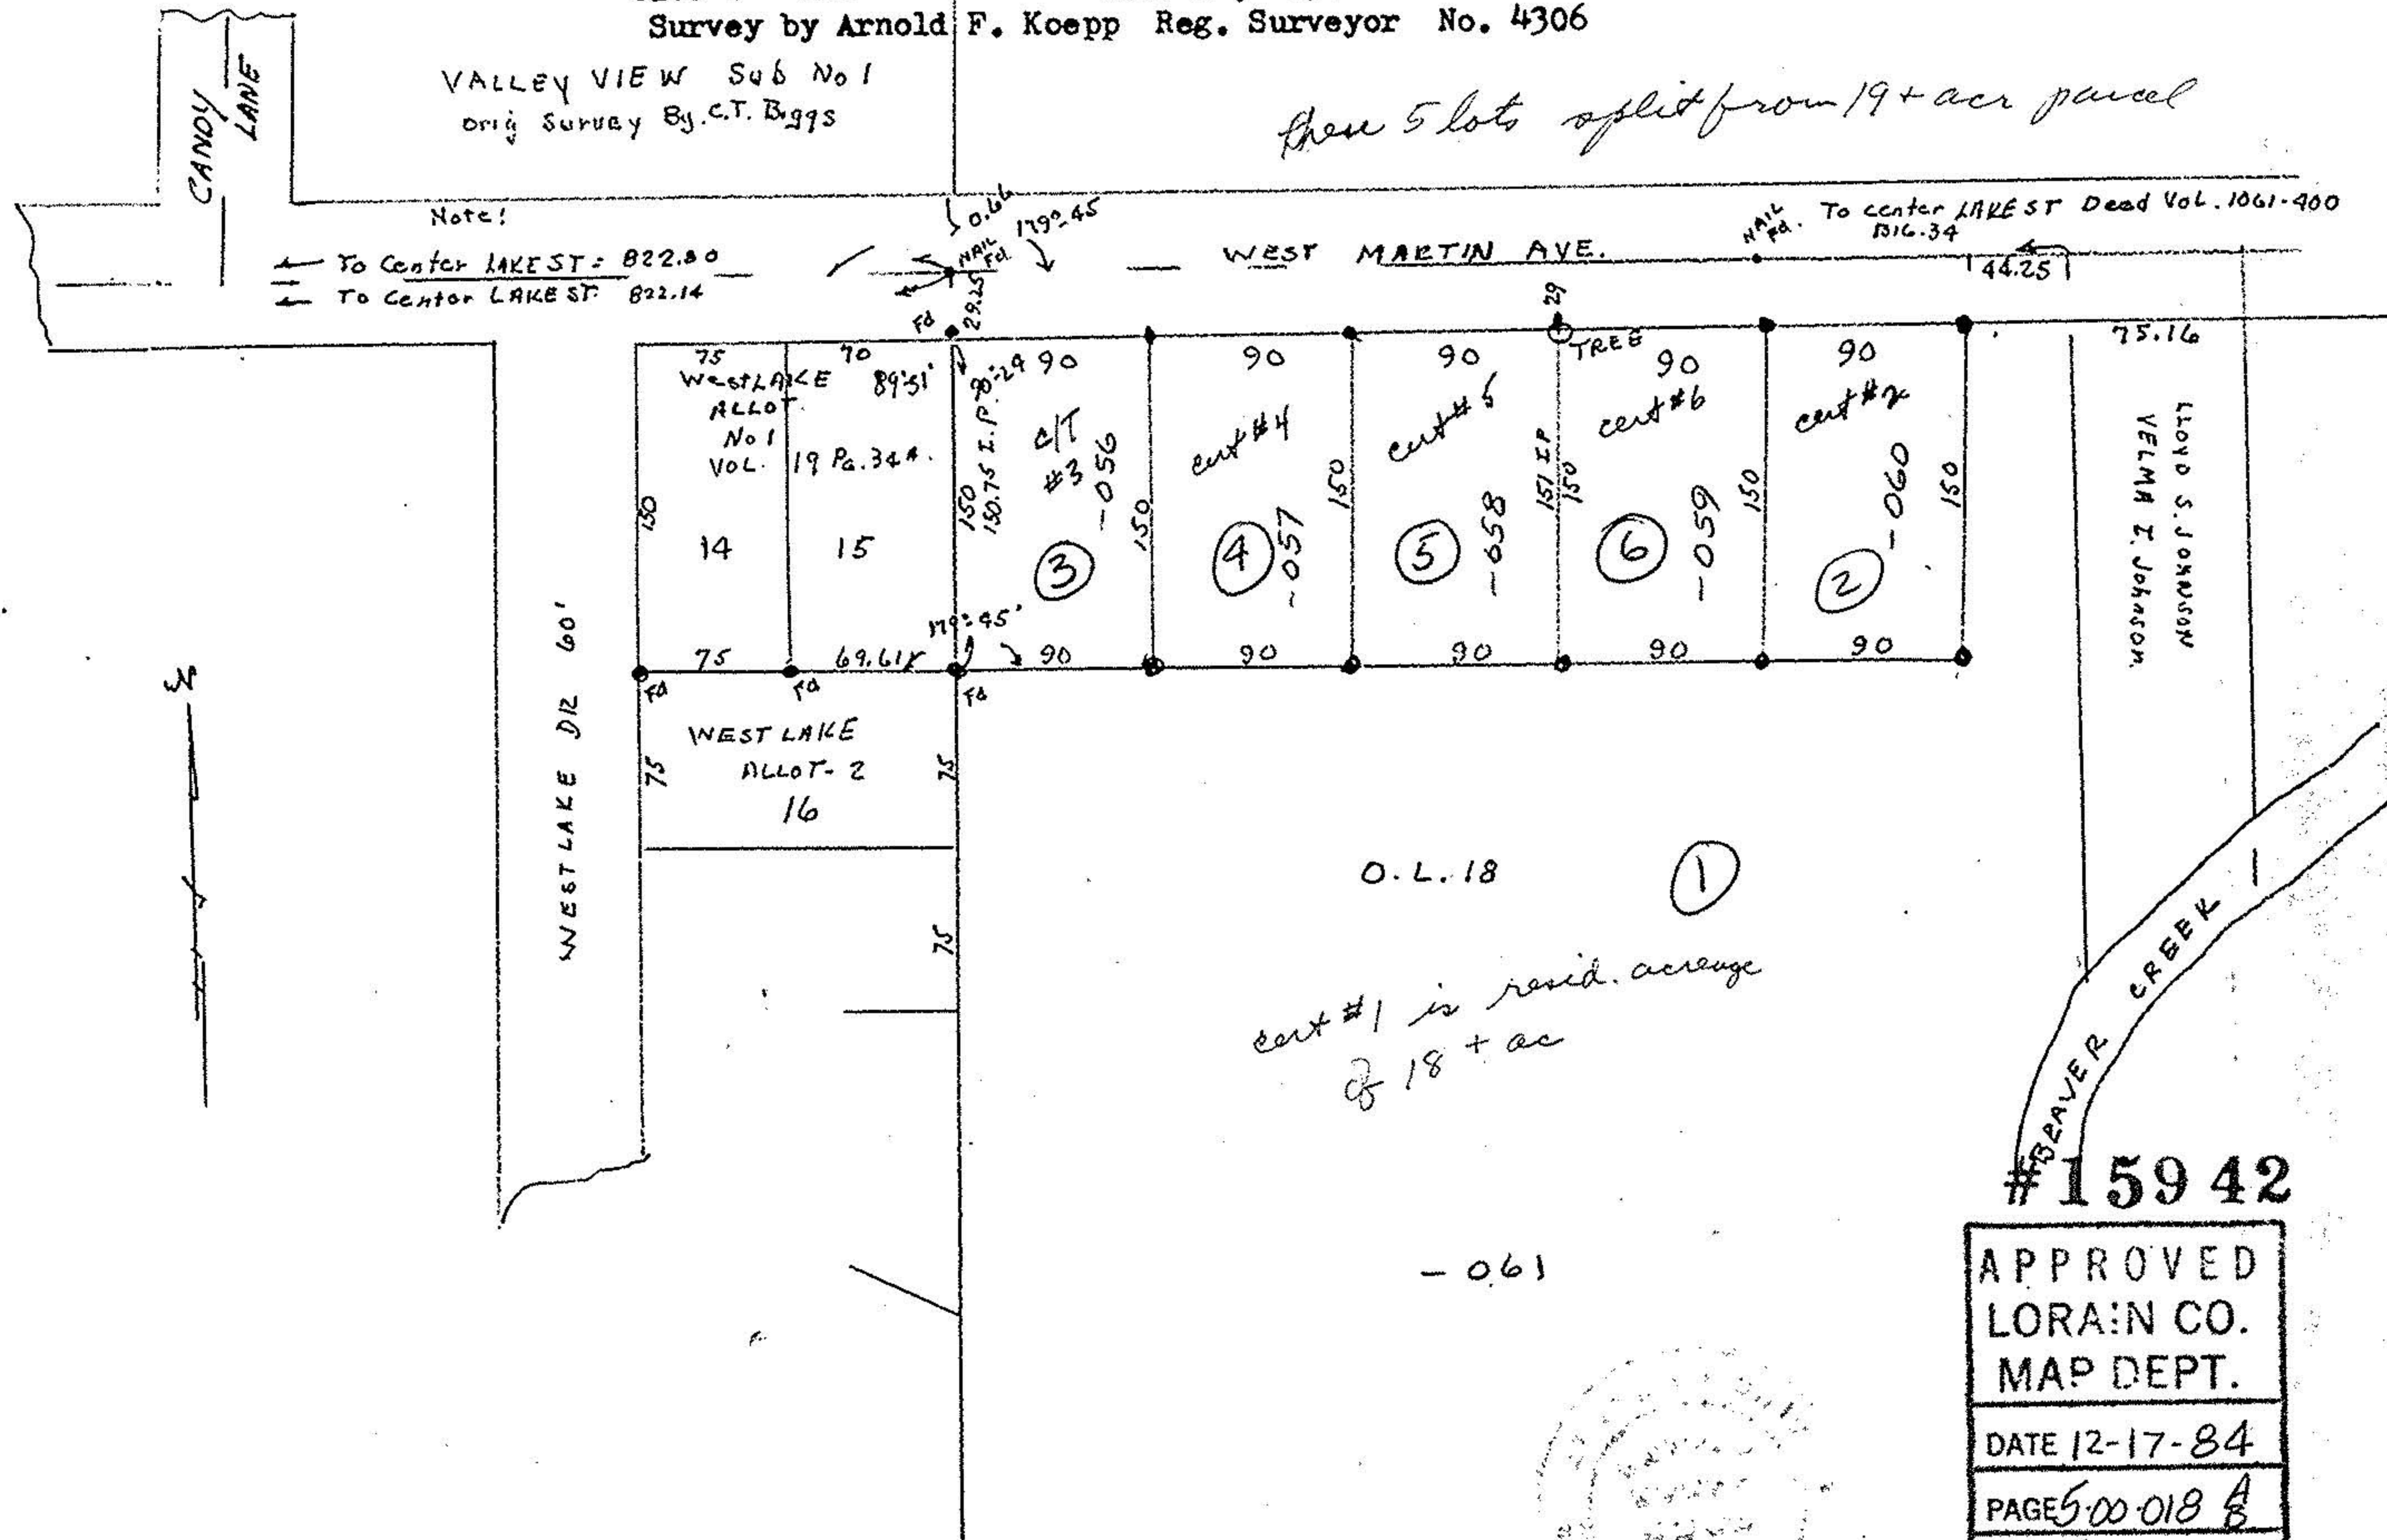 Survey by Arnold F. Koepp Reg. Surveyor No. 4306
VALLEY VIEW Sub No 1
orig Survey By. C.T. Biggs
CANDY
LANE
these 5 lots split from 19+ acr parcel
Note!
← To Center LAKE ST = 822.80
← To Center LAKE ST. 822.14
0.66
179°.45
NAIL
Fd.
29.25
Fd
WEST MARTIN AVE.
NAIL
Fd.
To center LAKE ST Deed Vol. 1061-400
1316.34
44.25
29
TREE
75.16
75
70
90
90
90
90
90
WestLAKE
ALLOT.
No 1
VOL. 19 Pg. 34A.
89°51'
90°-29
150
150
150.75 I.P.
14
15
C/T
#3
-056
3
150
cert #4
4
-057
150
cert #5
5
-058
151 I.P
150
cert #6
6
-059
150
cert #2
2
-060
150
LLOYD S. JOHNSON
VELMA I. Johnson.
179°-45'
75
69.61
90
90
90
90
90
Fd
Fd
Fd
WESTLAKE DR 60'
N
WEST LAKE
ALLOT-2
16
75
75
75
O.L. 18
1
cert #1 is resid. acreage
of 18 + ac
BEAVER CREEK
-061
#15942
APPROVED
LORAIN CO.
MAP DEPT.
DATE 12-17-84
PAGE 5-00-018 A
B